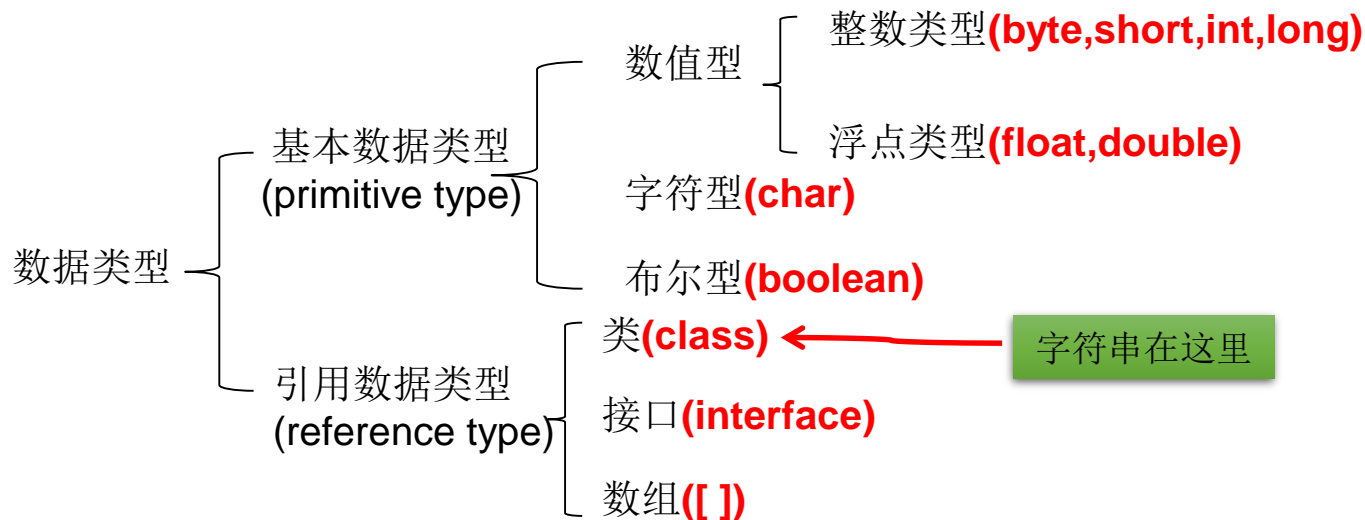 整数类型(byte,short,int,long)
数值型
浮点类型(float,double)
基本数据类型
(primitive type)
字符型(char)
数据类型
布尔型(boolean)
类(class)
字符串在这里
引用数据类型
(reference type)
接口(interface)
数组([ ])